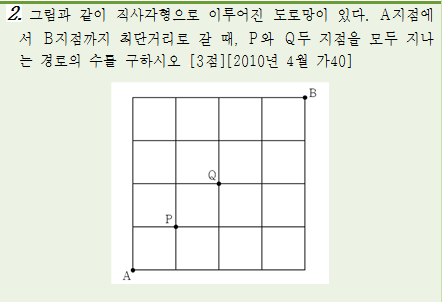 2. 그림과 같이 직사각형으로 이루어진 도로망이 있다. A지점에
서 B지점까지 최단거리로 갈 때, P와 Q두 지점을 모두 지나
는 경로의 수를 구하시오 [3점][2010년 4월 가40]
B
Q
P
A